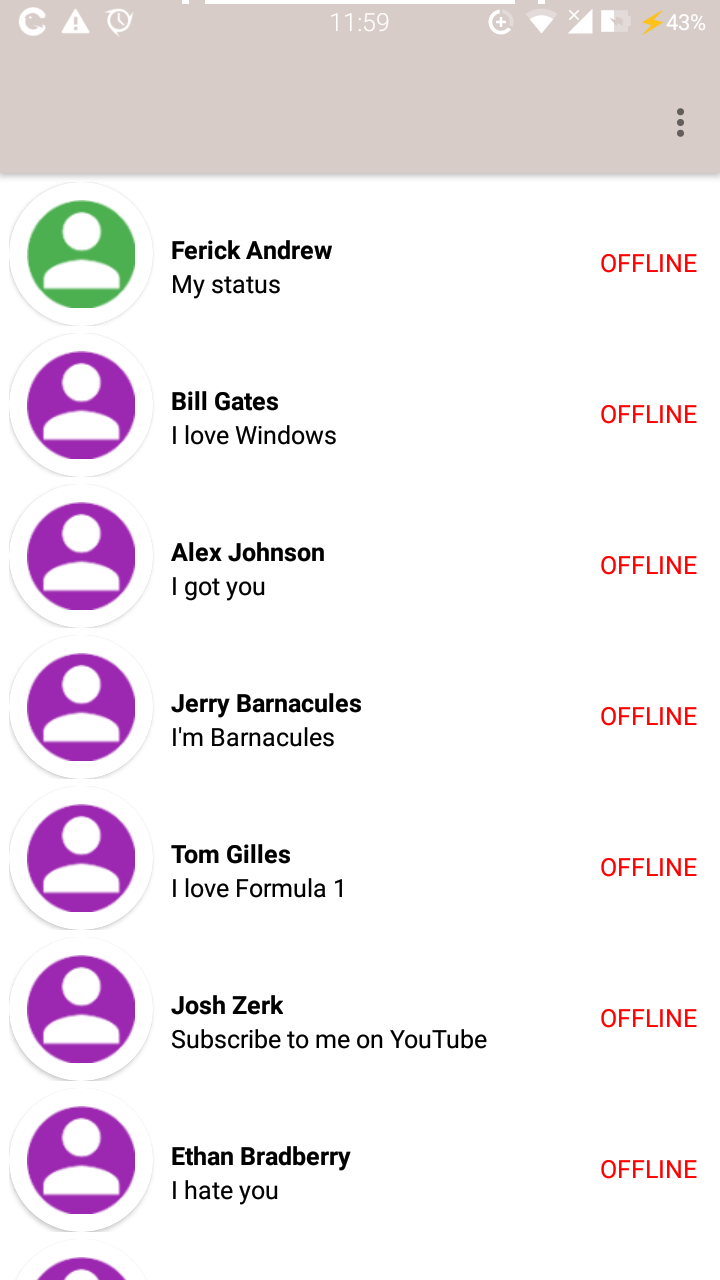 11:59
43%
Ferick Andrew
My status
OFFLINE
Bill Gates
I love Windows
OFFLINE
Alex Johnson
I got you
OFFLINE
Jerry Barnacules
I'm Barnacules
OFFLINE
Tom Gilles
I love Formula 1
OFFLINE
Josh Zerk
Subscribe to me on YouTube
OFFLINE
Ethan Bradberry
I hate you
OFFLINE